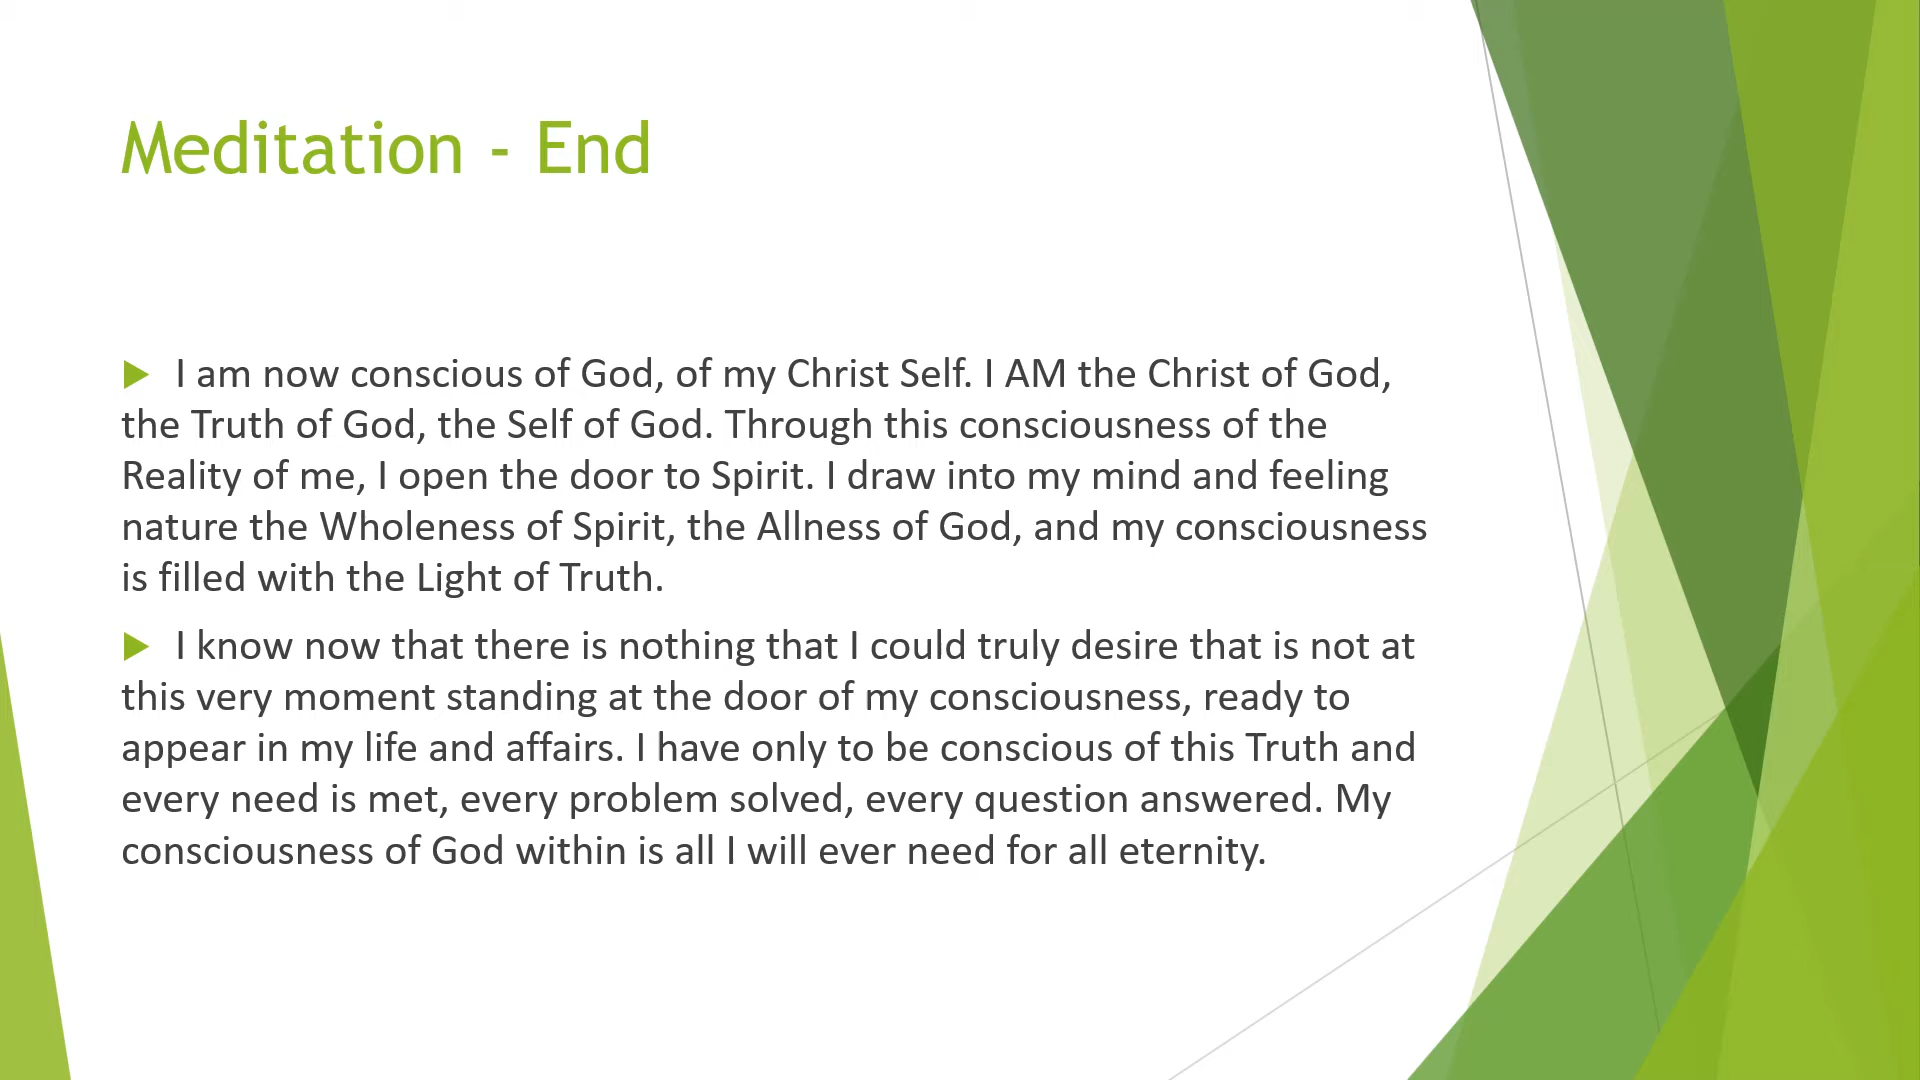 Meditation - End
I am now conscious of God, of my Christ Self. I AM the Christ of God,
the Truth of God, the Self of God. Through this consciousness of the
Reality of me, I open the door to Spirit. I draw into my mind and feeling
nature the Wholeness of Spirit, the Allness of God, and my consciousness
is filled with the Light of Truth.
I know now that there is nothing that I could truly desire that is not at
this very moment standing at the door of my consciousness, ready to
appear in my life and affairs. I have only to be conscious of this Truth and
every need is met, every problem solved, every question answered. My
consciousness of God within is all I will ever need for all eternity.